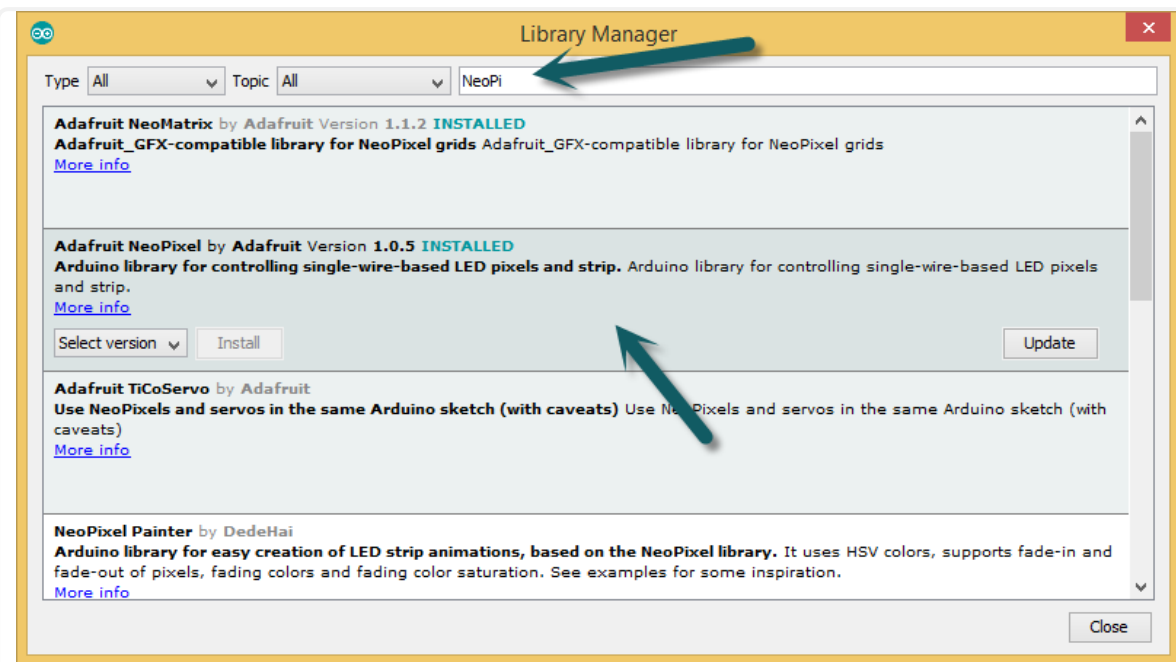 Library Manager
Type All Topic All NeoPi
Adafruit NeoMatrix by Adafruit Version 1.1.2 INSTALLED
Adafruit_GFX-compatible library for NeoPixel grids Adafruit_GFX-compatible library for NeoPixel grids
More info
Adafruit NeoPixel by Adafruit Version 1.0.5 INSTALLED
Arduino library for controlling single-wire-based LED pixels and strip. Arduino library for controlling single-wire-based LED pixels
and strip.
More info
Select version Install Update
Adafruit TiCoServo by Adafruit
Use NeoPixels and servos in the same Arduino sketch (with caveats) Use NeoPixels and servos in the same Arduino sketch (with
caveats)
More info
NeoPixel Painter by DedeHai
Arduino library for easy creation of LED strip animations, based on the NeoPixel library. It uses HSV colors, supports fade-in and
fade-out of pixels, fading colors and fading color saturation. See examples for some inspiration.
More info
Close